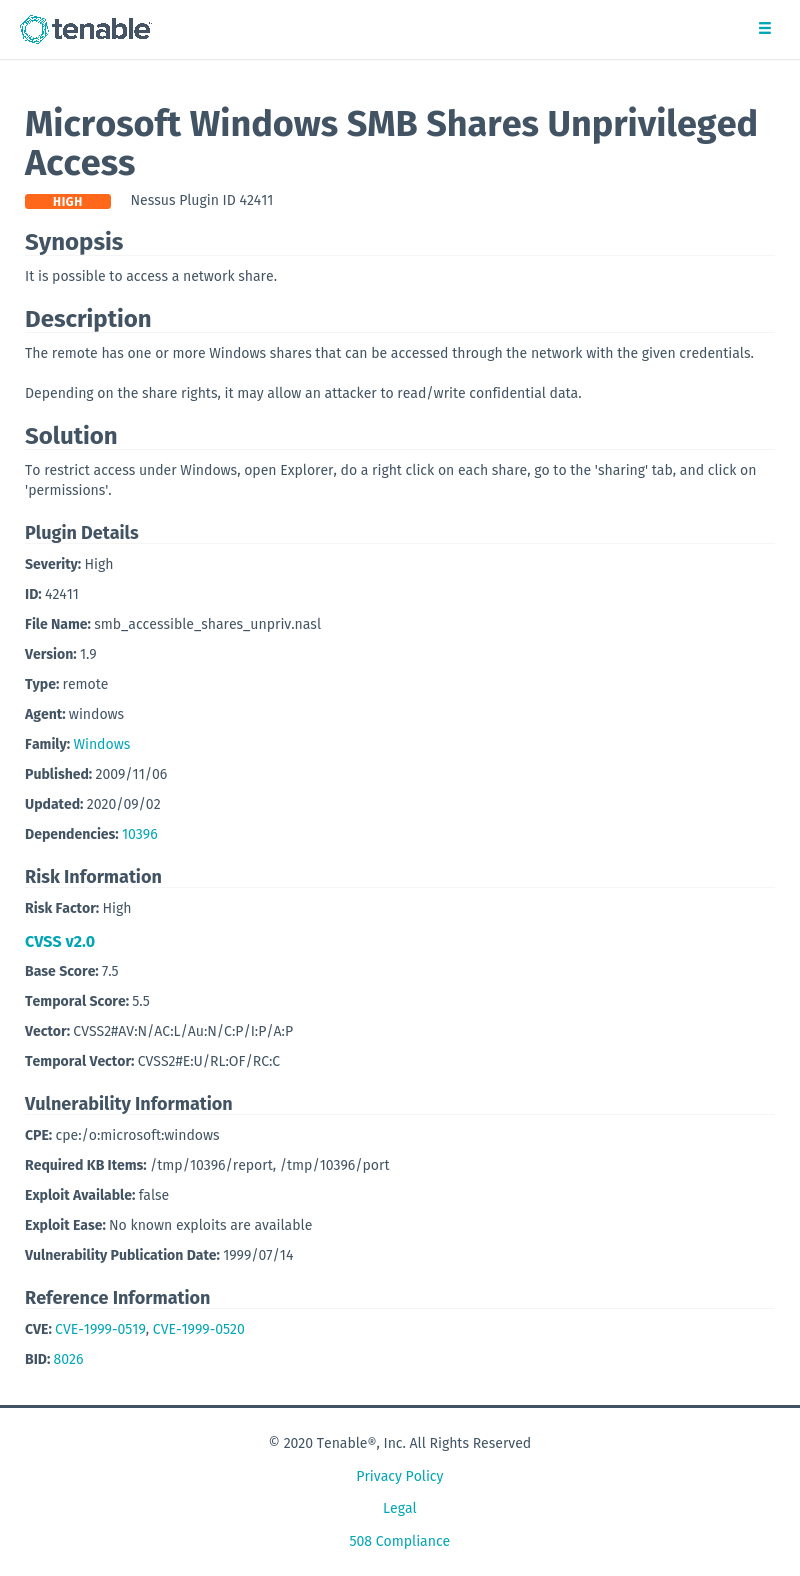 tenable
Microsoft Windows SMB Shares Unprivileged
Access
HIGH Nessus Plugin ID 42411
Synopsis
It is possible to access a network share.
Description
The remote has one or more Windows shares that can be accessed through the network with the given credentials.
Depending on the share rights, it may allow an attacker to read/write confidential data.
Solution
To restrict access under Windows, open Explorer, do a right click on each share, go to the 'sharing' tab, and click on
'permissions'.
Plugin Details
Severity: High
ID: 42411
File Name: smb_accessible_shares_unpriv.nasl
Version: 1.9
Type: remote
Agent: windows
Family: Windows
Published: 2009/11/06
Updated: 2020/09/02
Dependencies: 10396
Risk Information
Risk Factor: High
CVSS v2.0
Base Score: 7.5
Temporal Score: 5.5
Vector: CVSS2#AV:N/AC:L/Au:N/C:P/I:P/A:P
Temporal Vector: CVSS2#E:U/RL:OF/RC:C
Vulnerability Information
CPE: cpe:/o:microsoft:windows
Required KB Items: /tmp/10396/report, /tmp/10396/port
Exploit Available: false
Exploit Ease: No known exploits are available
Vulnerability Publication Date: 1999/07/14
Reference Information
CVE: CVE-1999-0519, CVE-1999-0520
BID: 8026
© 2020 Tenable®, Inc. All Rights Reserved
Privacy Policy
Legal
508 Compliance